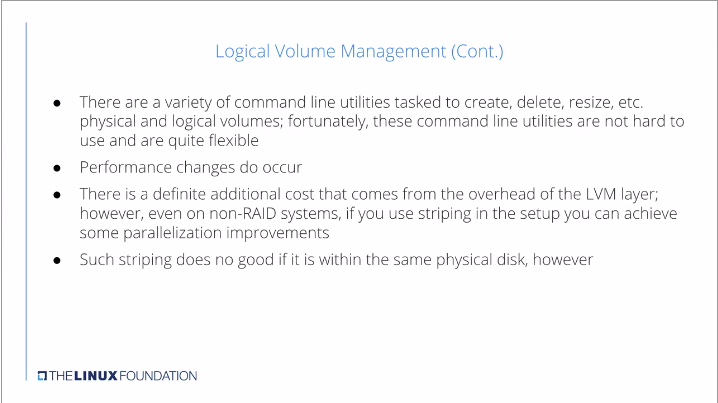 Logical Volume Management (Cont.)
● There are a variety of command line utilities tasked to create, delete, resize, etc.
physical and logical volumes; fortunately, these command line utilities are not hard to
use and are quite flexible
● Performance changes do occur
● There is a definite additional cost that comes from the overhead of the LVM layer;
however, even on non-RAID systems, if you use striping in the setup you can achieve
some parallelization improvements
● Such striping does no good if it is within the same physical disk, however
THE LINUX FOUNDATION